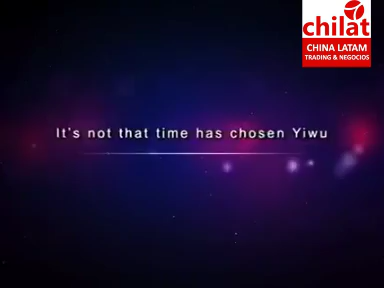 chilat
CHINA LATAM
TRADING & NEGOCIOS
It's not that time has chosen Yiwu